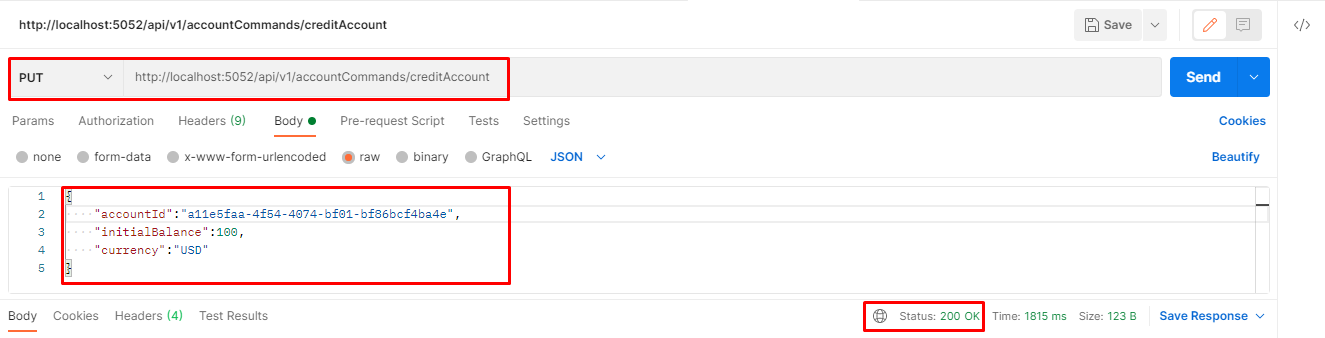 http://localhost:5052/api/v1/accountCommands/creditAccount
Save
PUT http://localhost:5052/api/v1/accountCommands/creditAccount Send
Params Authorization Headers (9) Body Pre-request Script Tests Settings Cookies
none form-data x-www-form-urlencoded raw binary GraphQL JSON Beautify
1 {
2 "accountId":"a11e5faa-4f54-4074-bf01-bf86bcf4ba4e",
3 "initialBalance":100,
4 "currency":"USD"
5 }
Body Cookies Headers (4) Test Results Status: 200 OK Time: 1815 ms Size: 123 B Save Response